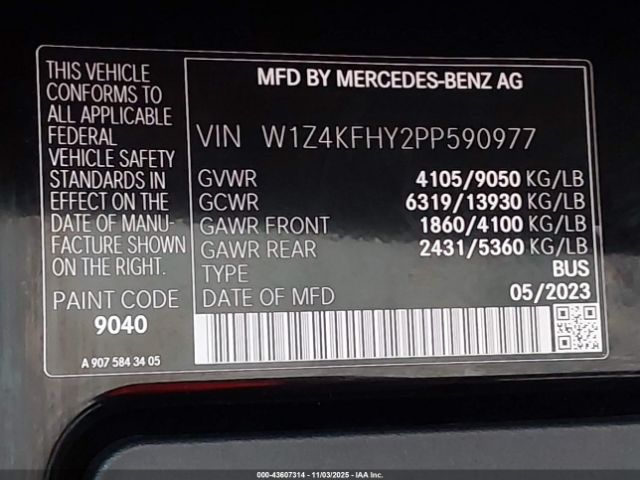 THIS VEHICLE
CONFORMS TO
ALL APPLICABLE
FEDERAL
VEHICLE SAFETY
STANDARDS IN
EFFECT ON THE
DATE OF MANU-
FACTURE SHOWN
ON THE RIGHT.
PAINT CODE
9040
A 907 584 34 05
MFD BY MERCEDES-BENZ AG
VIN W1Z4KFHY2PP590977
GVWR 4105/9050 KG/LB
GCWR 6319/13930 KG/LB
GAWR FRONT 1860/4100 KG/LB
GAWR REAR 2431/5360 KG/LB
TYPE BUS
DATE OF MFD 05/2023
000-43607314 - 11/03/2025 - IAA Inc.